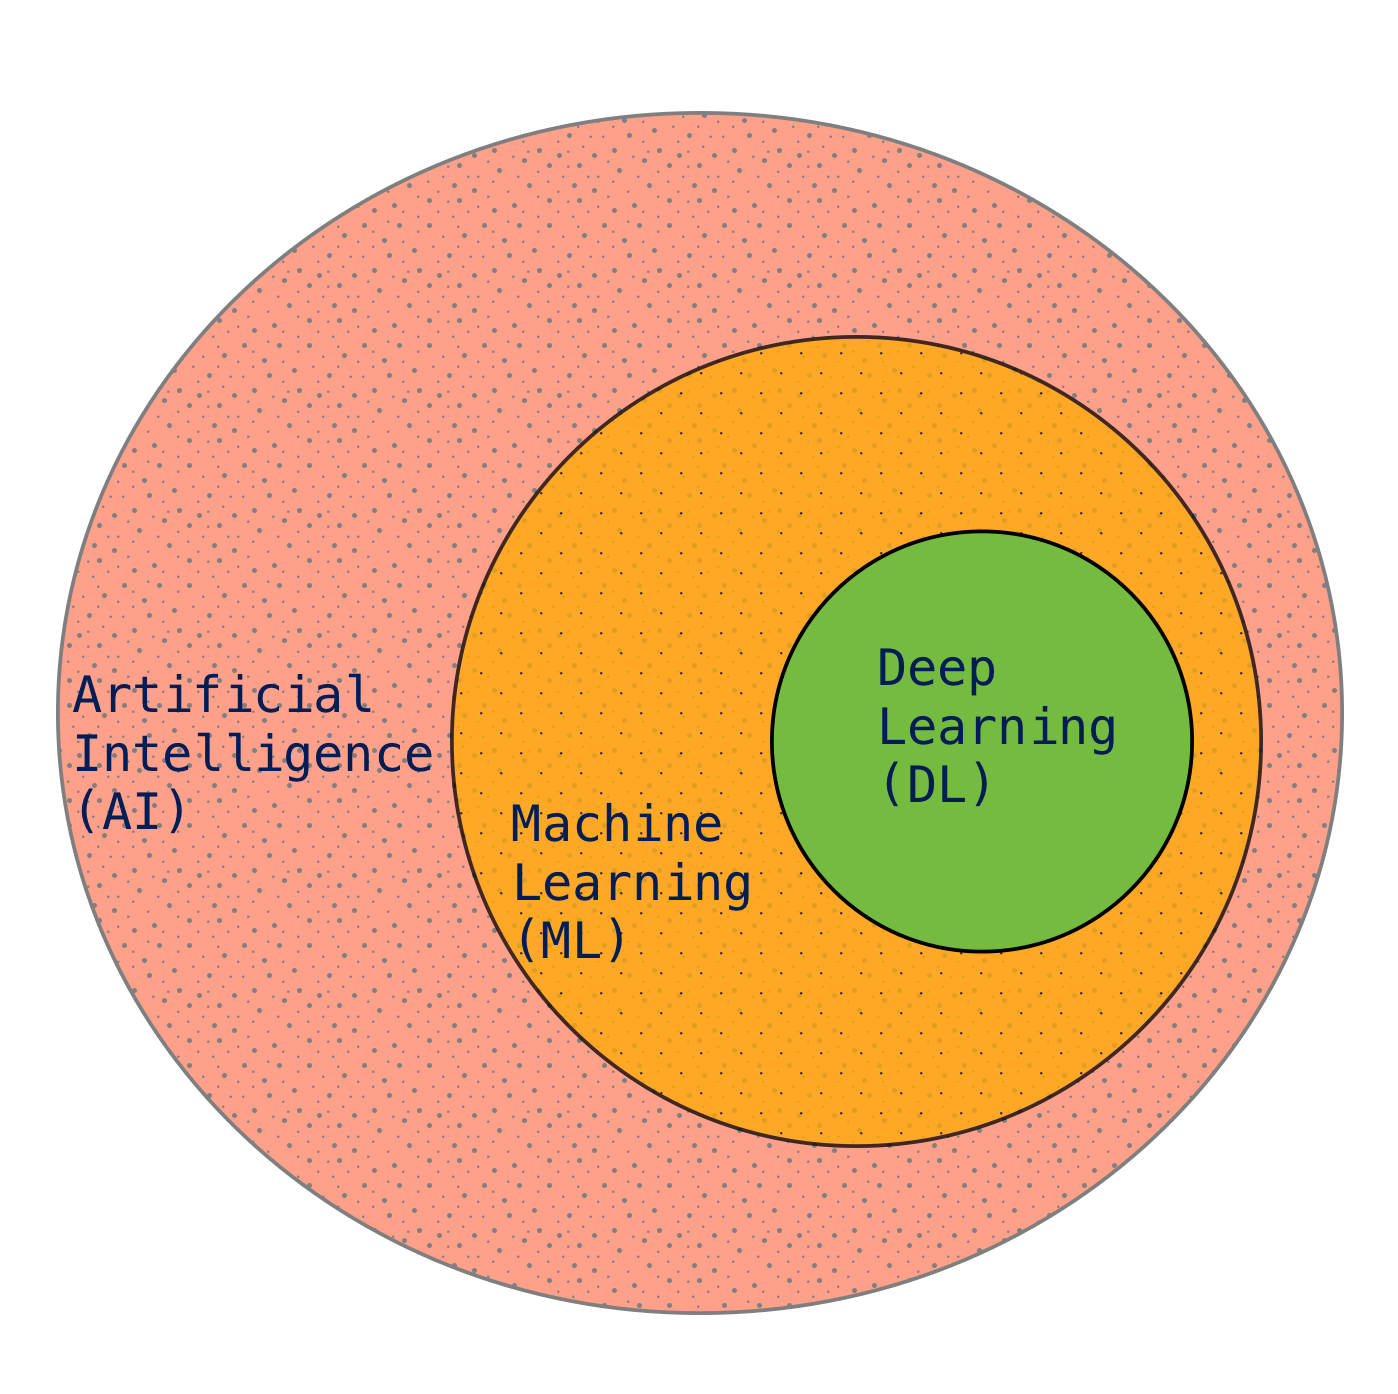 Artificial
Intelligence
(AI)
Machine
Learning
(ML)
Deep
Learning
(DL)